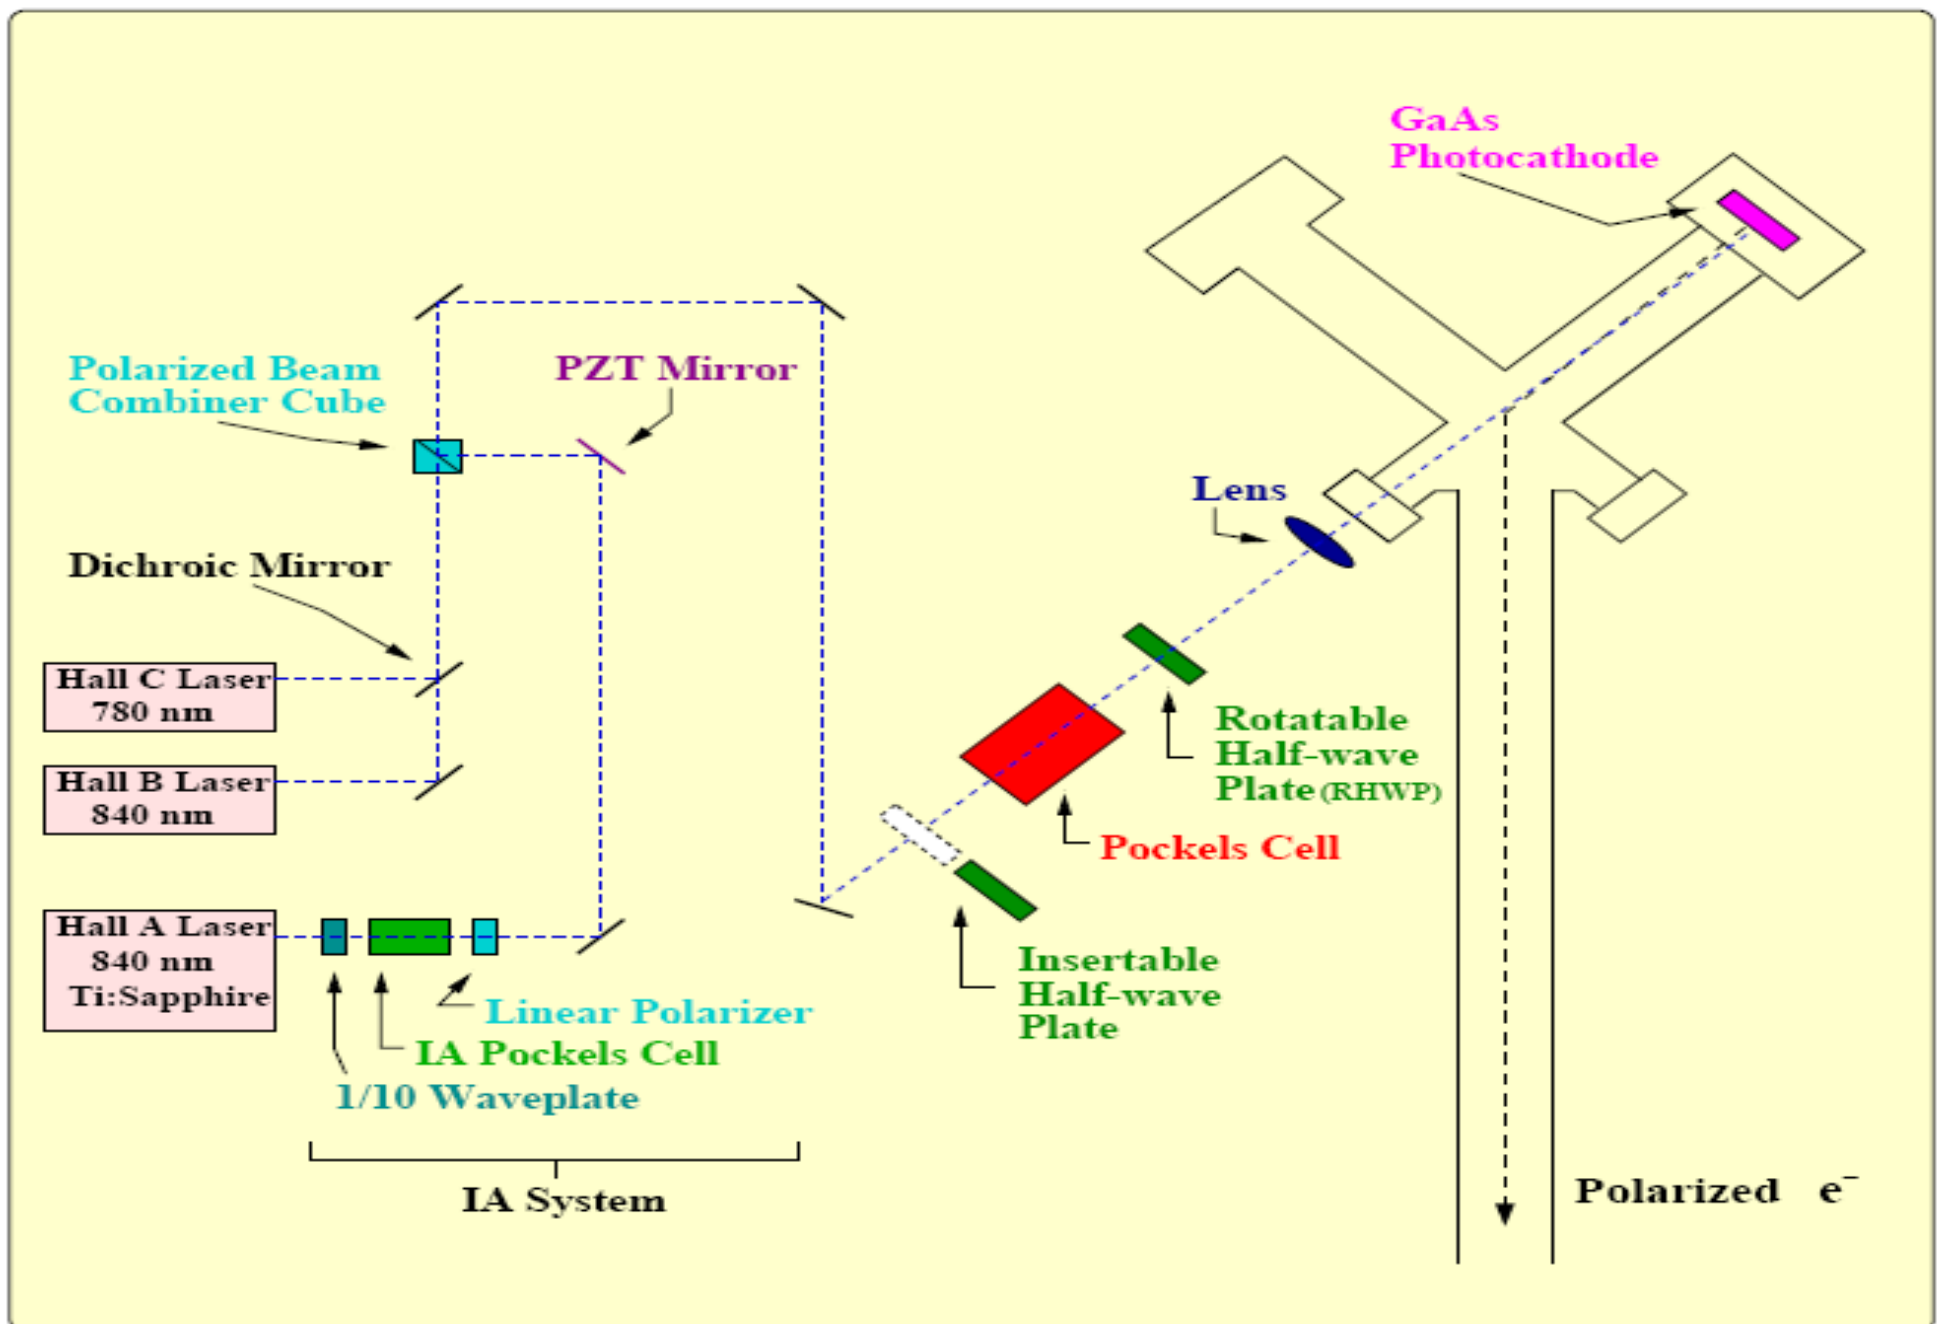 GaAs
Photocathode
Polarized Beam
Combiner Cube
PZT Mirror
Lens
Dichroic Mirror
Hall C Laser
780 nm
Rotatable
Half-wave
Plate (RHWP)
Hall B Laser
840 nm
Pockels Cell
Hall A Laser
840 nm
Ti:Sapphire
Insertable
Half-wave
Plate
Linear Polarizer
IA Pockels Cell
1/10 Waveplate
IA System
Polarized e⁻